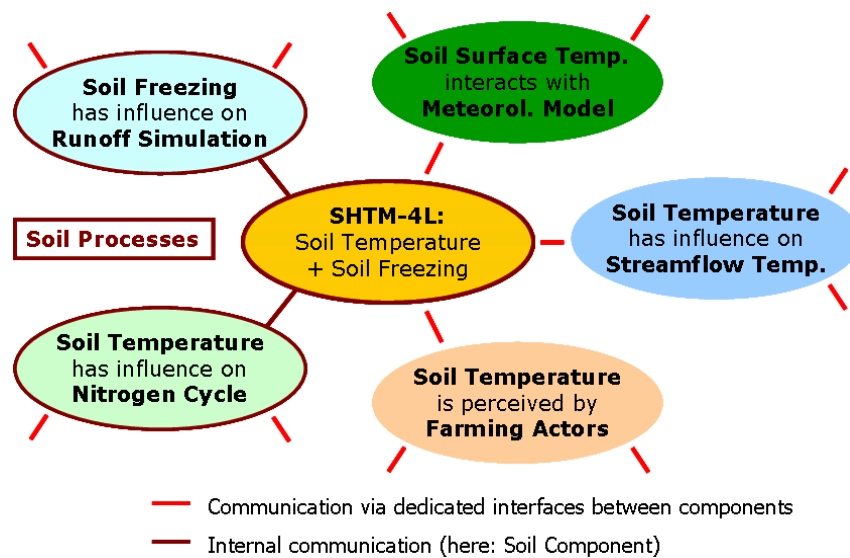 Soil Freezing
has influence on
Runoff Simulation
Soil Surface Temp.
interacts with
Meteorol. Model
Soil Processes
SHTM-4L:
Soil Temperature
+ Soil Freezing
Soil Temperature
has influence on
Streamflow Temp.
Soil Temperature
has influence on
Nitrogen Cycle
Soil Temperature
is perceived by
Farming Actors
Communication via dedicated interfaces between components
Internal communication (here: Soil Component)